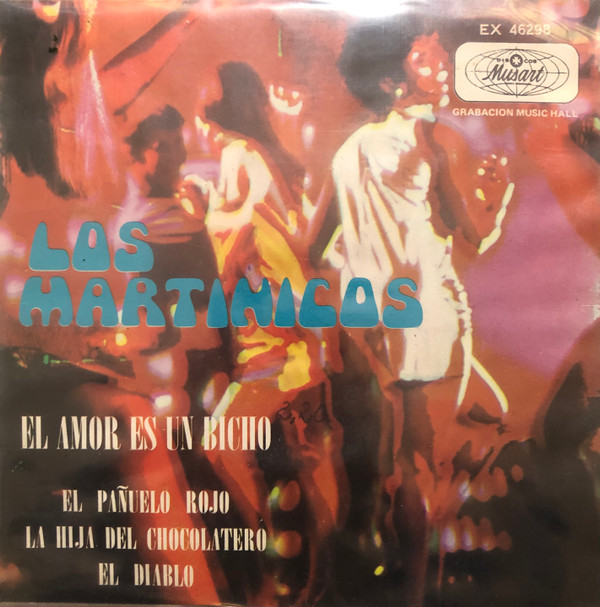 EX 46298
DISCOS
Musart
GRABACION MUSIC HALL
LOS
MARTINICOS
EL AMOR ES UN BICHO
EL PAÑUELO ROJO
LA HIJA DEL CHOCOLATERO
EL DIABLO